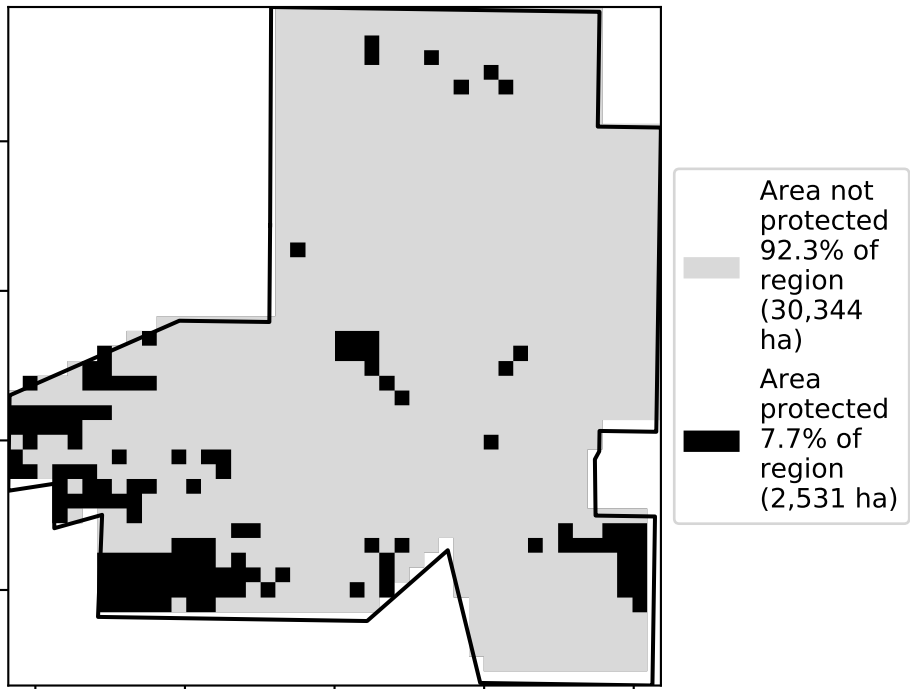 Area not
protected
92.3% of
region
(30,344
ha)
Area
protected
7.7% of
region
(2,531 ha)